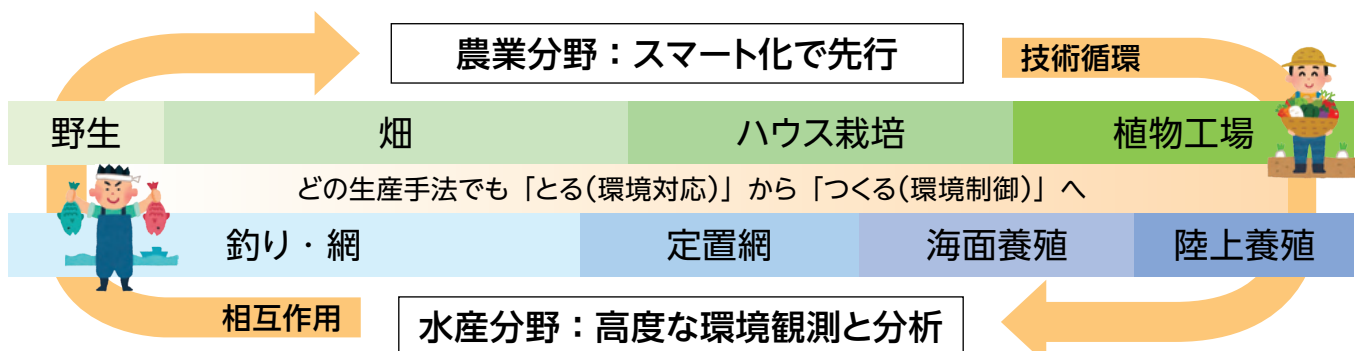 農業分野：スマート化で先行
技術循環
野生
畑
ハウス栽培
植物工場
どの生産手法でも「とる(環境対応)」から「つくる(環境制御)」へ
釣り・網
定置網
海面養殖
陸上養殖
相互作用
水産分野：高度な環境観測と分析